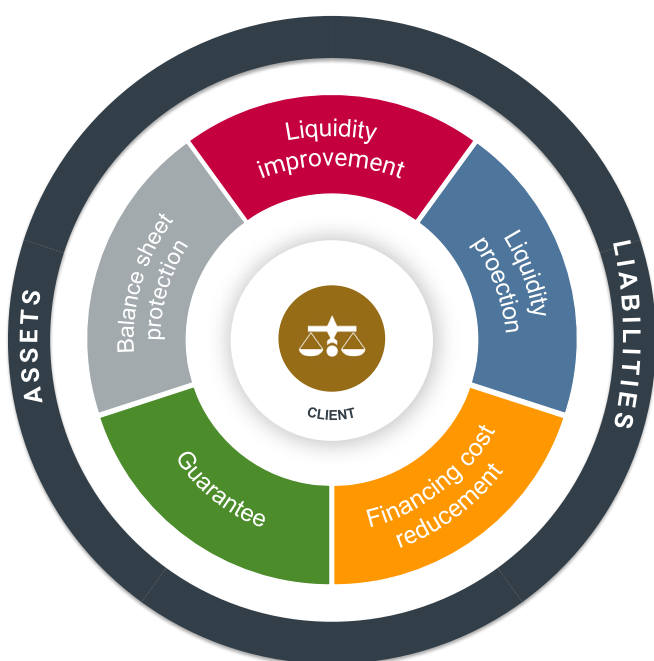 Liquidity
improvement
Liquidity
proection
Financing cost
reducement
Guarantee
Balance sheet
protection
CLIENT
ASSETS
LIABILITIES